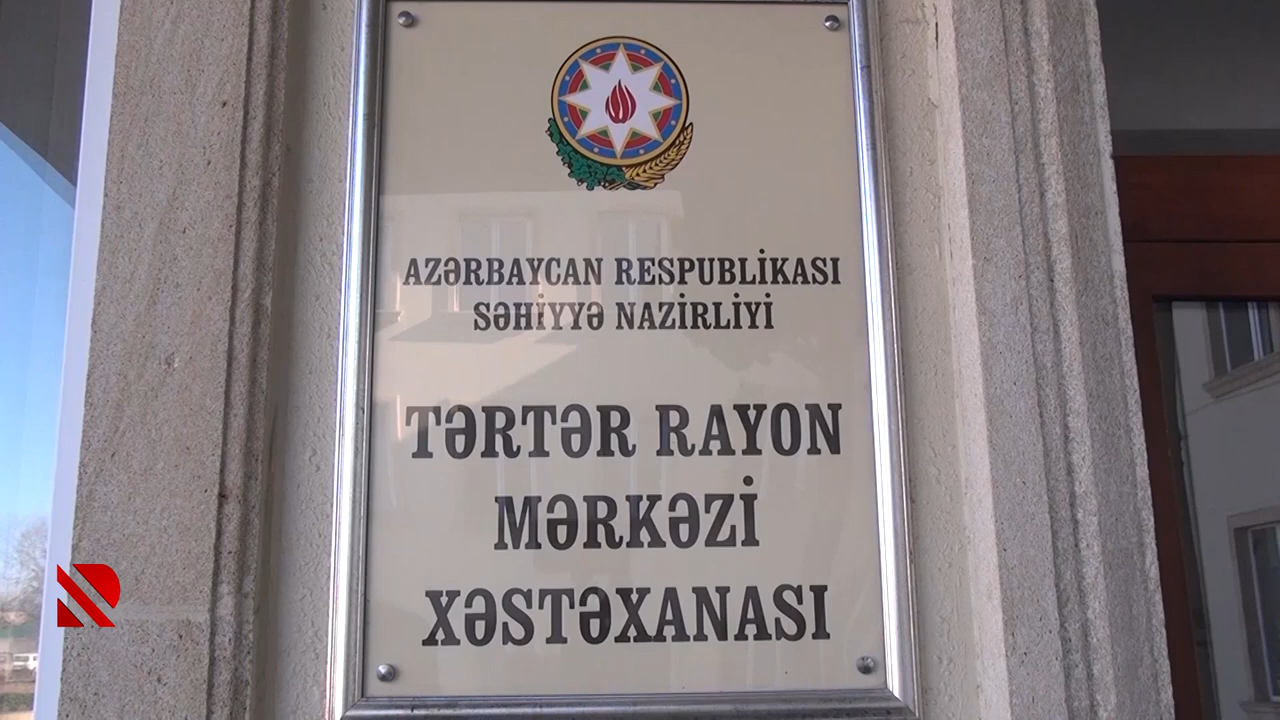 AZƏRBAYCAN RESPUBLİKASI
SƏHİYYƏ NAZİRLİYİ
TƏRTƏR RAYON
MƏRKƏZİ
XƏSTƏXANASI